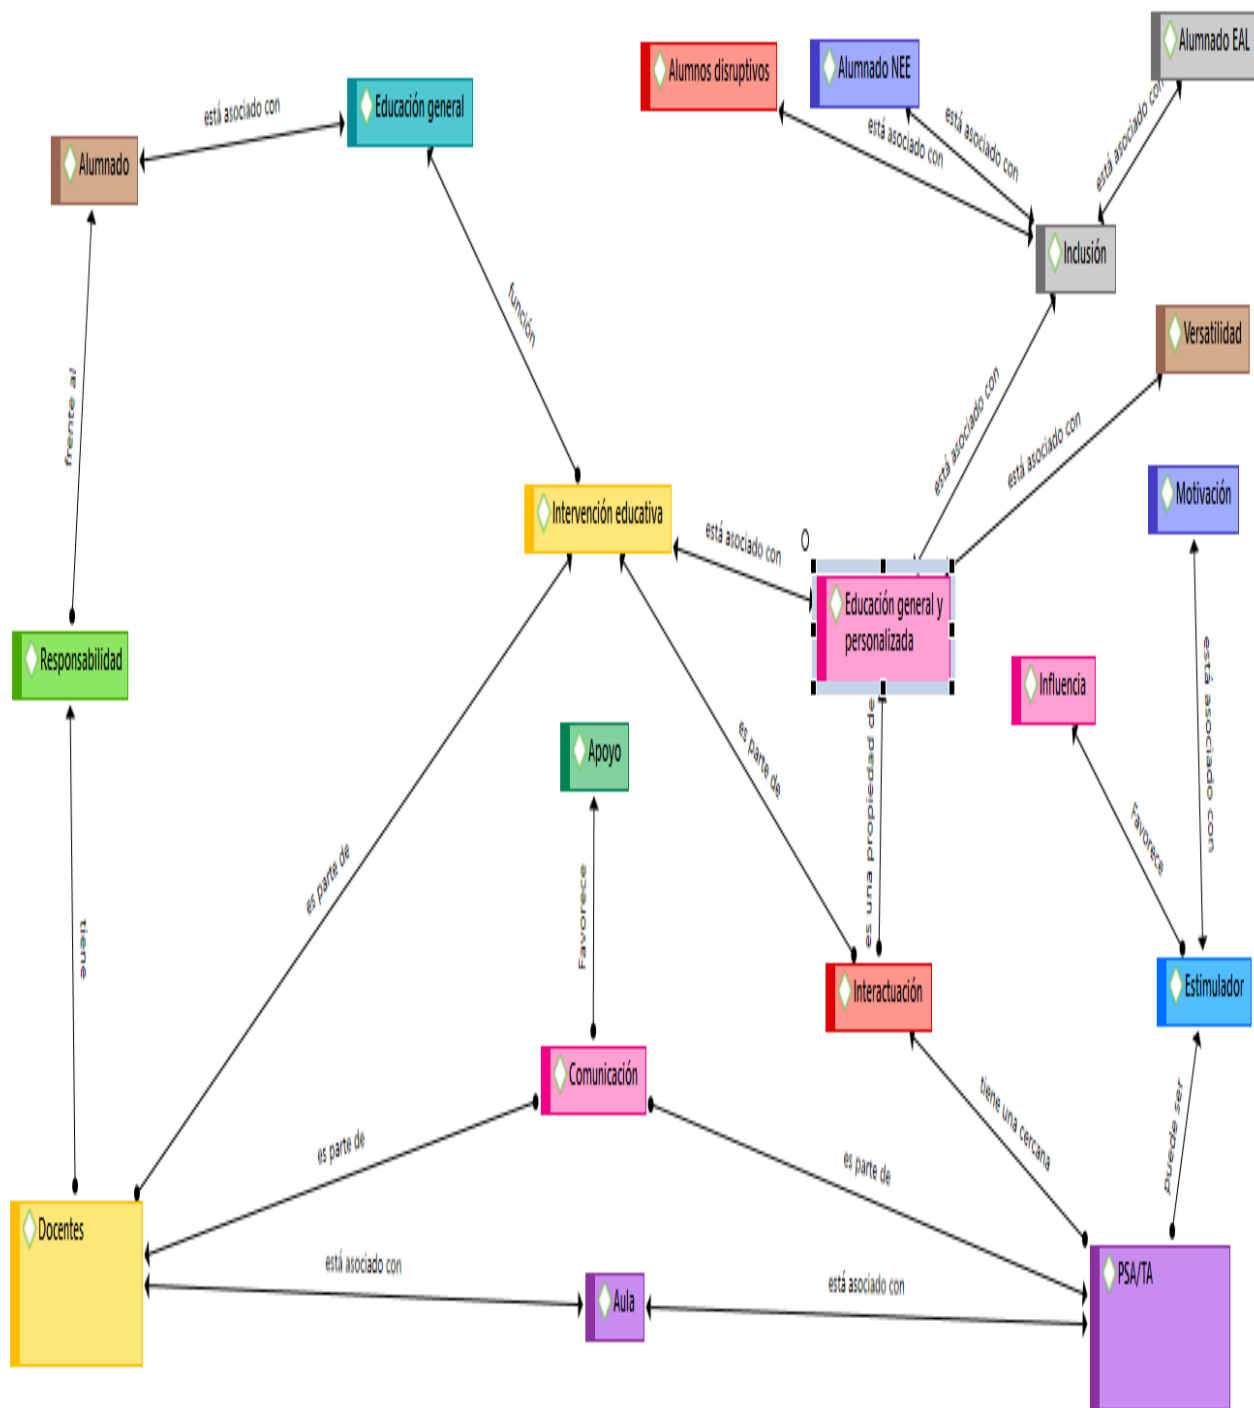 Alumnado EAL
Alumnos disruptivos
Alumnado NEE
Educación general
está asociado con
está asociado con
está asociado con
está asociado con
Alumnado
Inclusión
función
Versatilidad
frente al
está asociado con
está asociado con
Motivación
Intervención educativa
está asociado con
Educación general y
personalizada
Responsabilidad
Influencia
está asociado con
Apoyo
es parte de
es una propiedad de
Favorece
es parte de
Favorece
tiene
Interactuación
Estimulador
Comunicación
tiene una cercana
puede ser
es parte de
es parte de
Docentes
está asociado con
está asociado con
PSA/TA
Aula